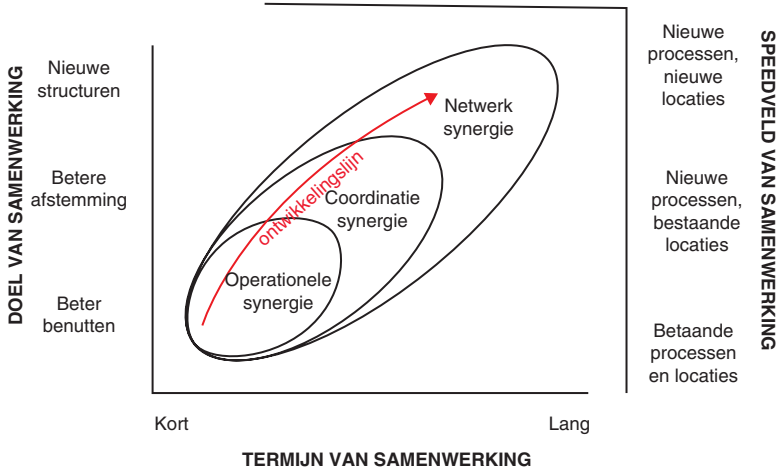 DOEL VAN SAMENWERKING
Nieuwe
structuren
Betere
afstemming
Beter
benutten
Netwerk
synergie
ontwikkelingslijn
Coordinatie
synergie
Operationele
synergie
Nieuwe
processen,
nieuwe
locaties
Nieuwe
processen,
bestaande
locaties
Betaande
processen
en locaties
SPEEDVELD VAN SAMENWERKING
Kort
Lang
TERMIJN VAN SAMENWERKING